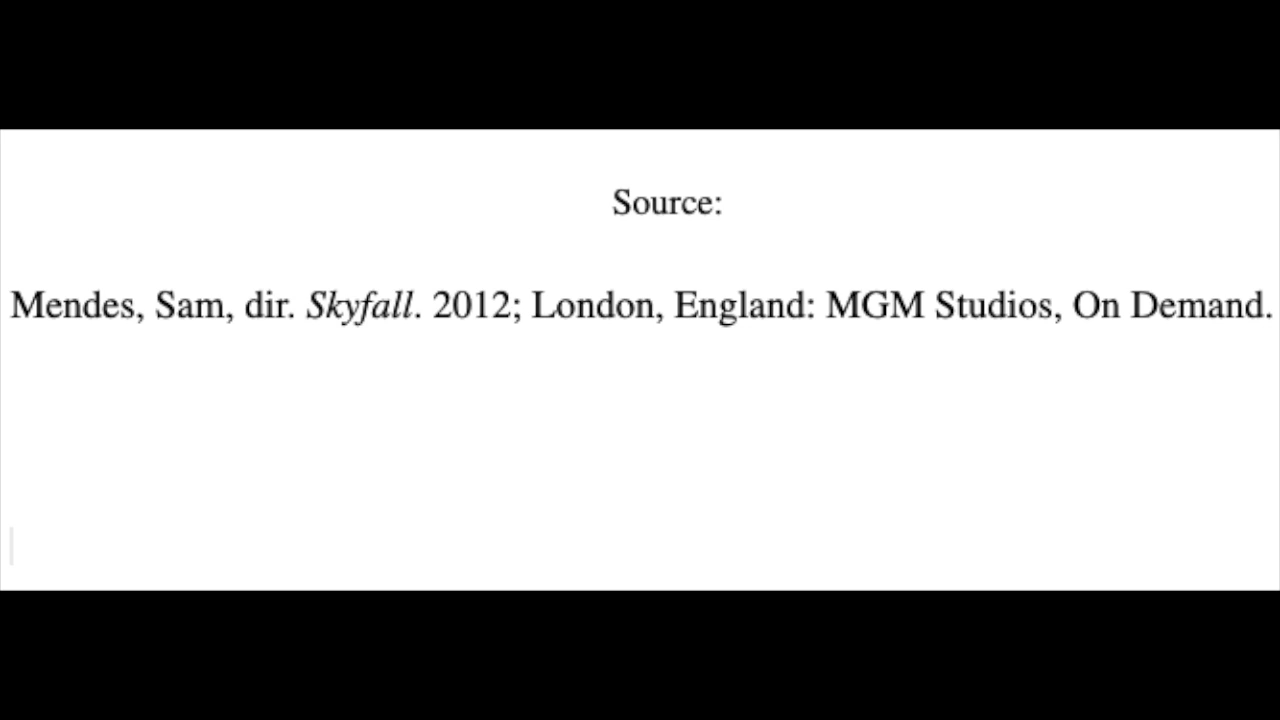 Source:
Mendes, Sam, dir. Skyfall. 2012; London, England: MGM Studios, On Demand.